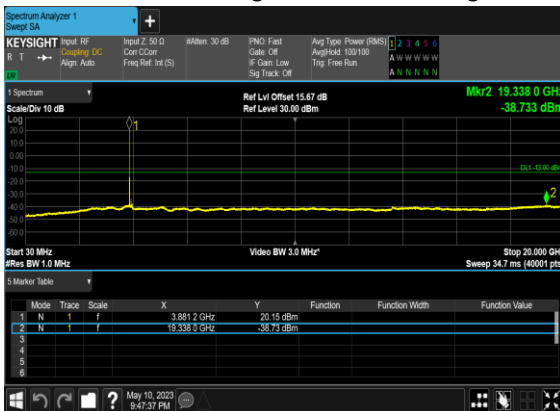 Spectrum Analyzer 1
Swept SA
KEYSIGHT
R T
LV
Input: RF
Coupling: DC
Align: Auto
Input Z: 50 Ω
Corr CCorr
Freq Ref: Int (S)
#Atten: 30 dB
PNO: Fast
Gate: Off
IF Gain: Low
Sig Track: Off
Avg Type: Power (RMS)
Avg|Hold: 100/100
Trig: Free Run
1 2 3 4 5 6
A W W W W W
A N N N N N
1 Spectrum
Scale/Div 10 dB
Ref Lvl Offset 15.67 dB
Ref Level 30.00 dBm
Mkr2 19.338 0 GHz
-38.733 dBm
Log
20.0
10.0
0.00
-10.0
-20.0
-30.0
-40.0
-50.0
-60.0
1
DL1 -13.00 dBm
2
Start 30 MHz
#Res BW 1.0 MHz
Video BW 3.0 MHz*
Stop 20.000 GHz
Sweep 34.7 ms (40001 pts)
5 Marker Table
Mode Trace Scale X Y Function Function Width Function Value
1 N 1 f 3.881 2 GHz 20.15 dBm
2 N 1 f 19.338 0 GHz -38.73 dBm
3
4
5
6
?
May 10, 2023
9:47:37 PM